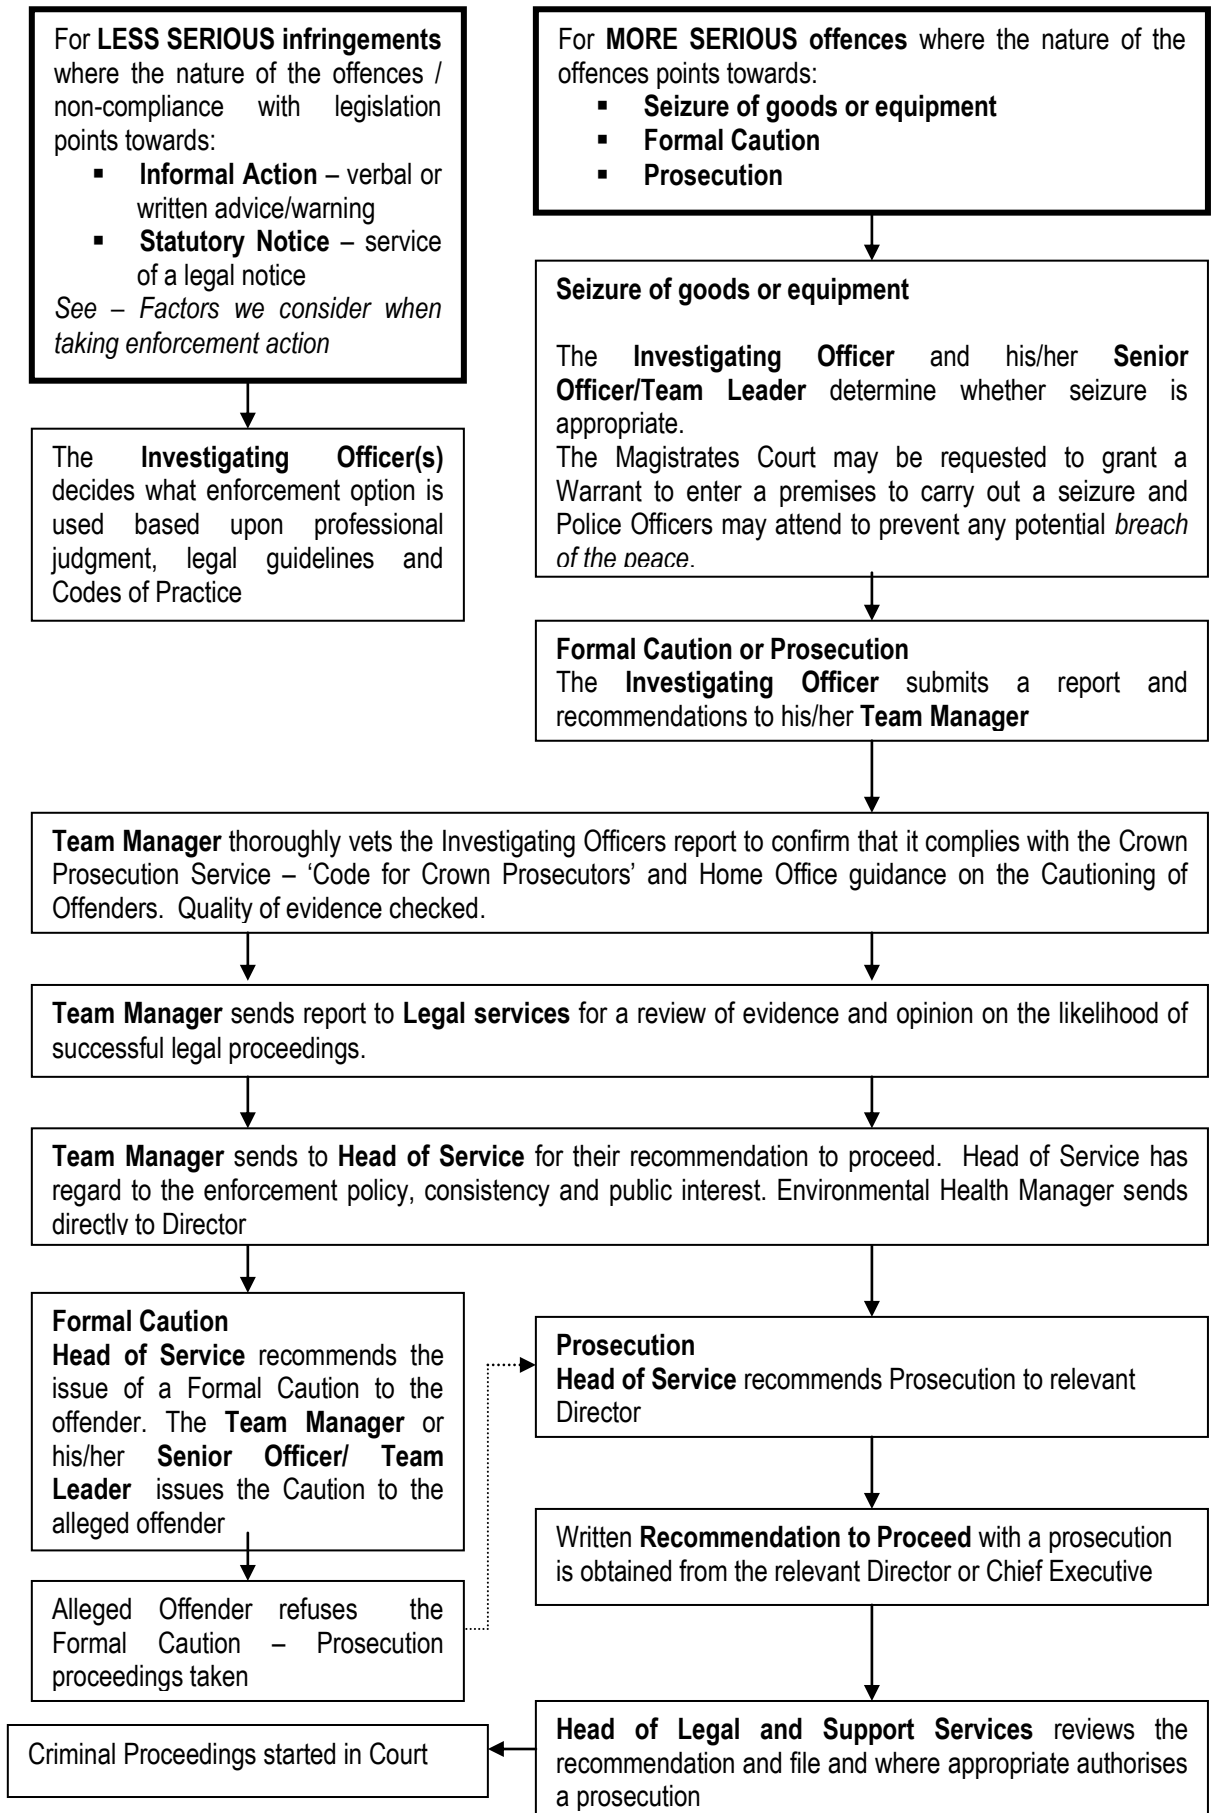 For LESS SERIOUS infringements
where the nature of the offences /
non-compliance with legislation
points towards:
▪ Informal Action – verbal or
written advice/warning
▪ Statutory Notice – service
of a legal notice
See – Factors we consider when
taking enforcement action
The Investigating Officer(s)
decides what enforcement option is
used based upon professional
judgment, legal guidelines and
Codes of Practice
For MORE SERIOUS offences where the nature of the
offences points towards:
▪ Seizure of goods or equipment
▪ Formal Caution
▪ Prosecution
Seizure of goods or equipment
The Investigating Officer and his/her Senior
Officer/Team Leader determine whether seizure is
appropriate.
The Magistrates Court may be requested to grant a
Warrant to enter a premises to carry out a seizure and
Police Officers may attend to prevent any potential breach
of the peace.
Formal Caution or Prosecution
The Investigating Officer submits a report and
recommendations to his/her Team Manager
Team Manager thoroughly vets the Investigating Officers report to confirm that it complies with the Crown
Prosecution Service – ‘Code for Crown Prosecutors’ and Home Office guidance on the Cautioning of
Offenders. Quality of evidence checked.
Team Manager sends report to Legal services for a review of evidence and opinion on the likelihood of
successful legal proceedings.
Team Manager sends to Head of Service for their recommendation to proceed. Head of Service has
regard to the enforcement policy, consistency and public interest. Environmental Health Manager sends
directly to Director
Formal Caution
Head of Service recommends the
issue of a Formal Caution to the
offender. The Team Manager or
his/her Senior Officer/ Team
Leader issues the Caution to the
alleged offender
Alleged Offender refuses the
Formal Caution – Prosecution
proceedings taken
Prosecution
Head of Service recommends Prosecution to relevant
Director
Written Recommendation to Proceed with a prosecution
is obtained from the relevant Director or Chief Executive
Head of Legal and Support Services reviews the
recommendation and file and where appropriate authorises
a prosecution
Criminal Proceedings started in Court